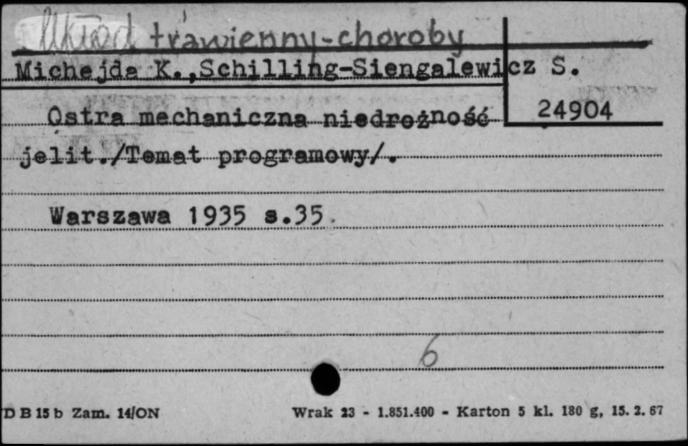 Układ trawienny-choroby
Michejda K., Schilling-Siengalewicz S.
Ostra mechaniczna niedrożność
24904
jelit./Temat programowy/.
Warszawa 1935 s.35.
6
D B 15 b Zam. 14/ON
Wrak 23 - 1.851.400 - Karton 5 kl. 180 g, 15. 2. 67